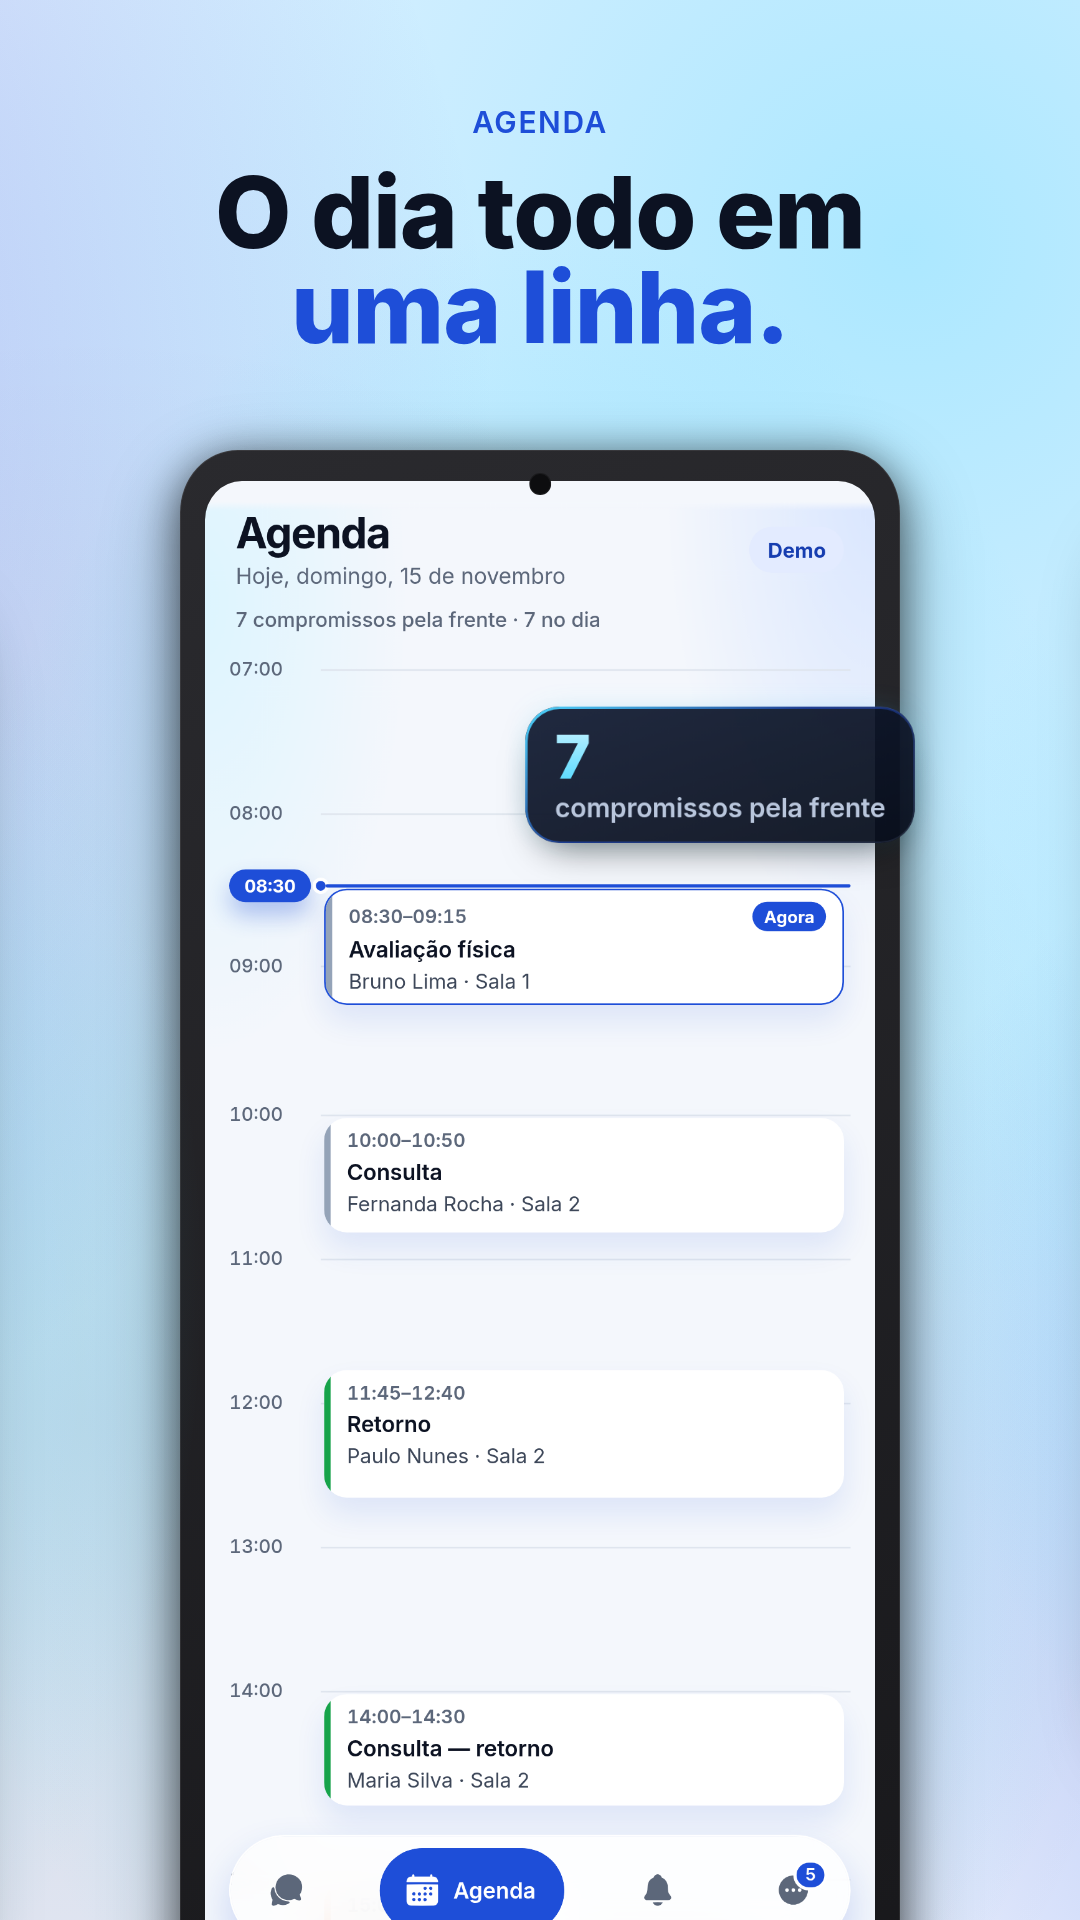 AGENDA
O dia todo em
uma linha.
Agenda
Hoje, domingo, 15 de novembro
Demo
7 compromissos pela frente · 7 no dia
07:00
7
compromissos pela frente
08:00
08:30
08:30–09:15
Agora
Avaliação física
Bruno Lima · Sala 1
09:00
10:00
10:00–10:50
Consulta
Fernanda Rocha · Sala 2
11:00
11:45–12:40
12:00
Retorno
Paulo Nunes · Sala 2
13:00
14:00
14:00–14:30
Consulta — retorno
Maria Silva · Sala 2
5
Agenda